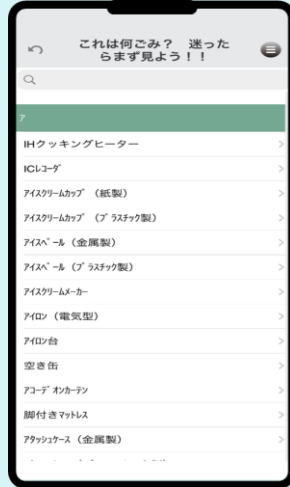 これは何ごみ？　迷った
らまず見よう！！
ア
IHクッキングヒーター
ICﾚｺｰﾀﾞ
ｱｲｽｸﾘｰﾑｶｯﾌﾟ（紙製）
ｱｲｽｸﾘｰﾑｶｯﾌﾟ（ﾌﾟﾗｽﾁｯｸ製）
ｱｲｽﾍﾟｰﾙ（金属製）
ｱｲｽﾍﾟｰﾙ（ﾌﾟﾗｽﾁｯｸ製）
ｱｲｽｸﾘｰﾑﾒｰｶｰ
ｱｲﾛﾝ（電気型）
ｱｲﾛﾝ台
空き缶
ｱｺｰﾃﾞｵﾝｶｰﾃﾝ
脚付きﾏｯﾄﾚｽ
ｱﾀｯｼｭｹｰｽ（金属製）